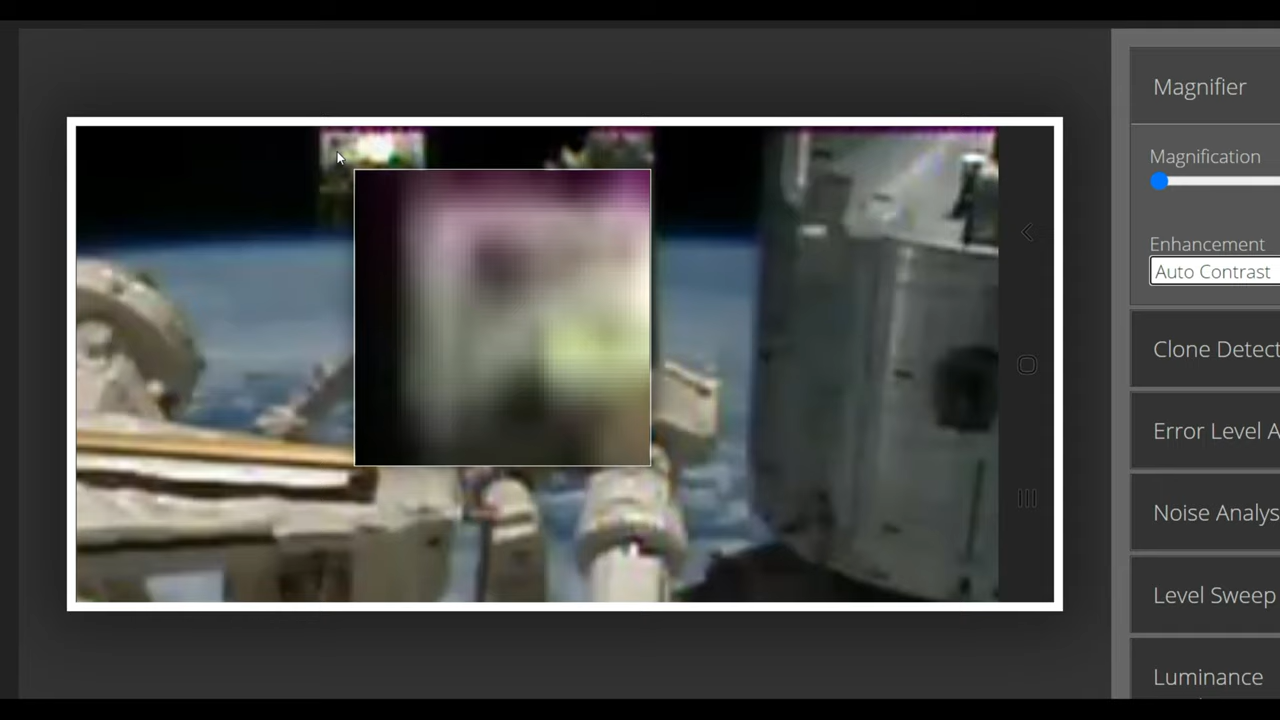 Magnifier
Magnification
Enhancement
Auto Contrast
Clone Detect
Error Level A
Noise Analys
Level Sweep
Luminance